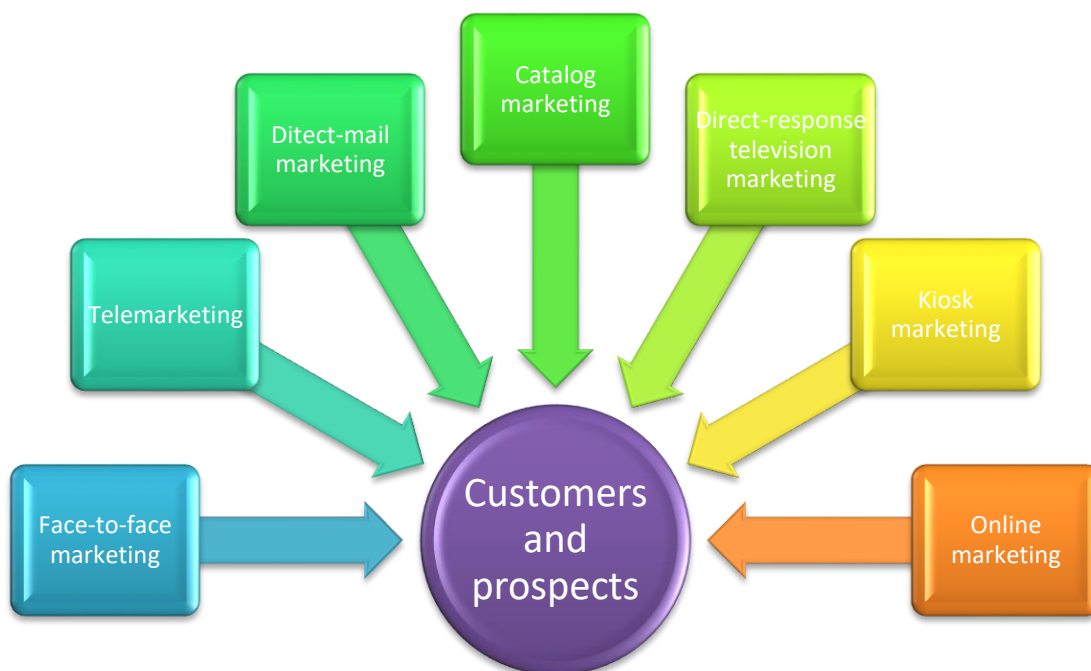 Catalog
marketing
Ditect-mail
marketing
Direct-response
television
marketing
Telemarketing
Kiosk
marketing
Face-to-face
marketing
Customers
and
prospects
Online
marketing